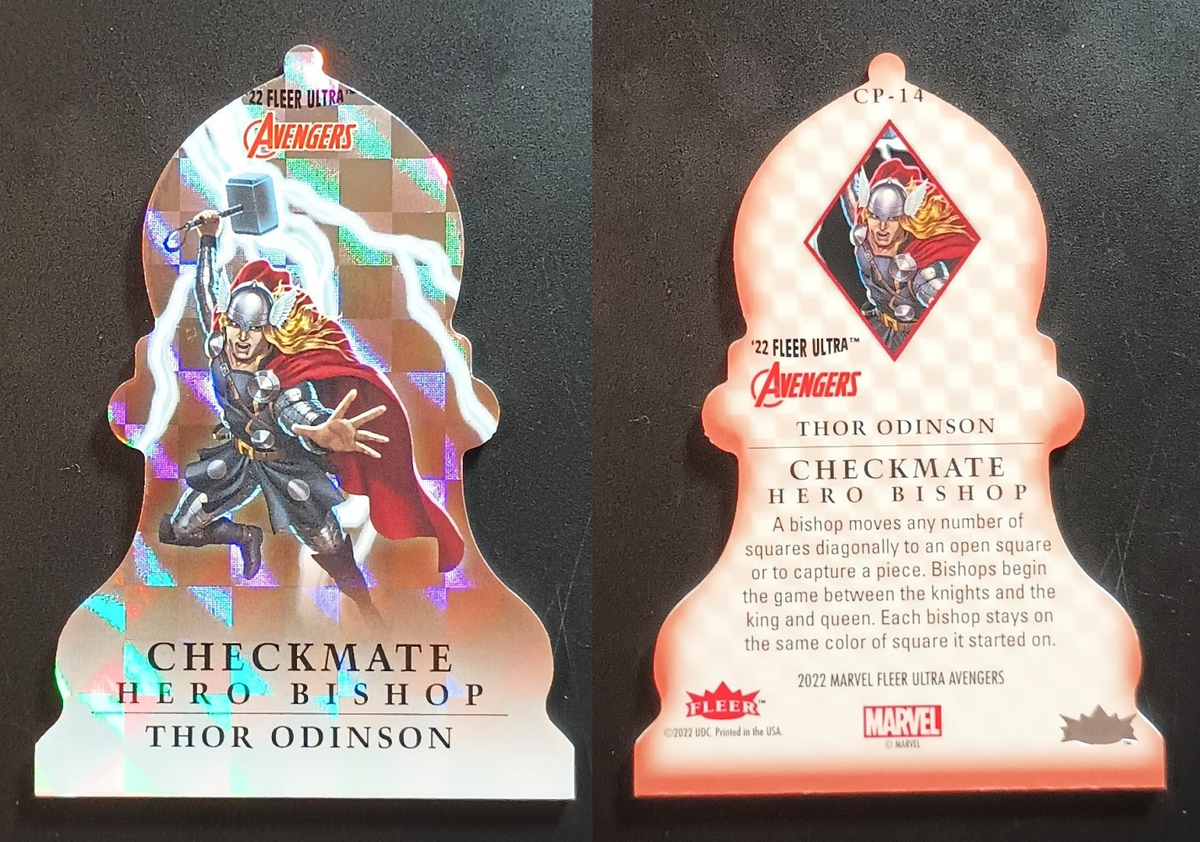 '22 FLEER ULTRA™
AVENGERS
CHECKMATE
HERO BISHOP
THOR ODINSON
CP-14
'22 FLEER ULTRA™
AVENGERS
THOR ODINSON
CHECKMATE
HERO BISHOP
A bishop moves any number of
squares diagonally to an open square
or to capture a piece. Bishops begin
the game between the knights and the
king and queen. Each bishop stays on
the same color of square it started on.
2022 MARVEL FLEER ULTRA AVENGERS
FLEER™
©2022 UDC. Printed in the USA.
MARVEL
© MARVEL
™